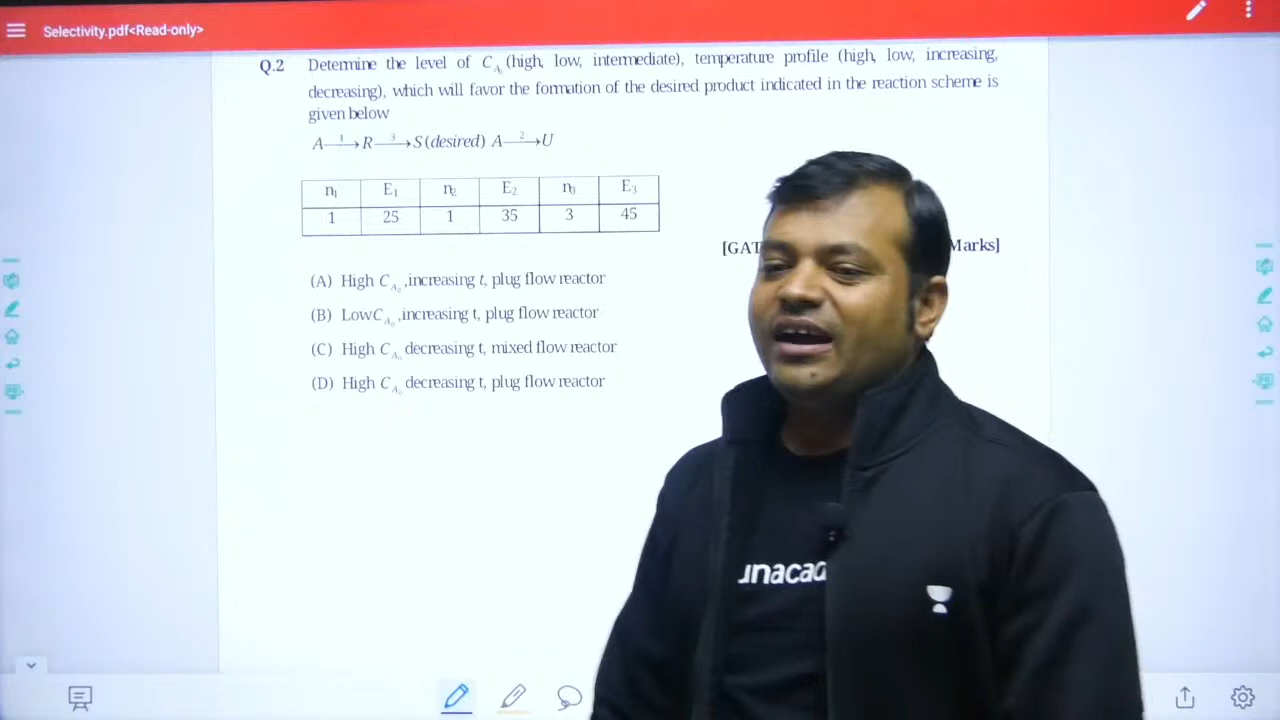 Selectivity.pdf<Read-only>
Q.2 Determine the level of C_A₀ (high, low, intermediate), temperature profile (high, low, increasing,
decreasing), which will favor the formation of the desired product indicated in the reaction scheme is
given below
A —1→ R —3→ S(desired) A —2→ U
n₁ E₁ n₂ E₂ n₃ E₃
1 25 1 35 3 45
[GAT Marks]
(A) High C_A₀ ,increasing t, plug flow reactor
(B) Low C_A₀ ,increasing t, plug flow reactor
(C) High C_A₀ decreasing t, mixed flow reactor
(D) High C_A₀ decreasing t, plug flow reactor
unacad